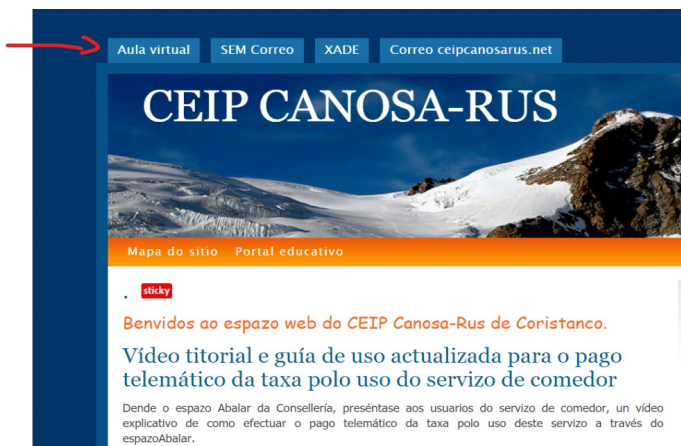 Aula virtual SEM Correo XADE Correo ceipcanosarus.net
CEIP CANOSA-RUS
Mapa do sitio Portal educativo
. sticky
Benvidos ao espazo web do CEIP Canosa-Rus de Coristanco.
Vídeo titorial e guía de uso actualizada para o pago
telemático da taxa polo uso do servizo de comedor
Dende o espazo Abalar da Consellería, preséntase aos usuarios do servizo de comedor, un vídeo
explicativo de como efectuar o pago telemático da taxa polo uso deste servizo a través do
espazoAbalar.